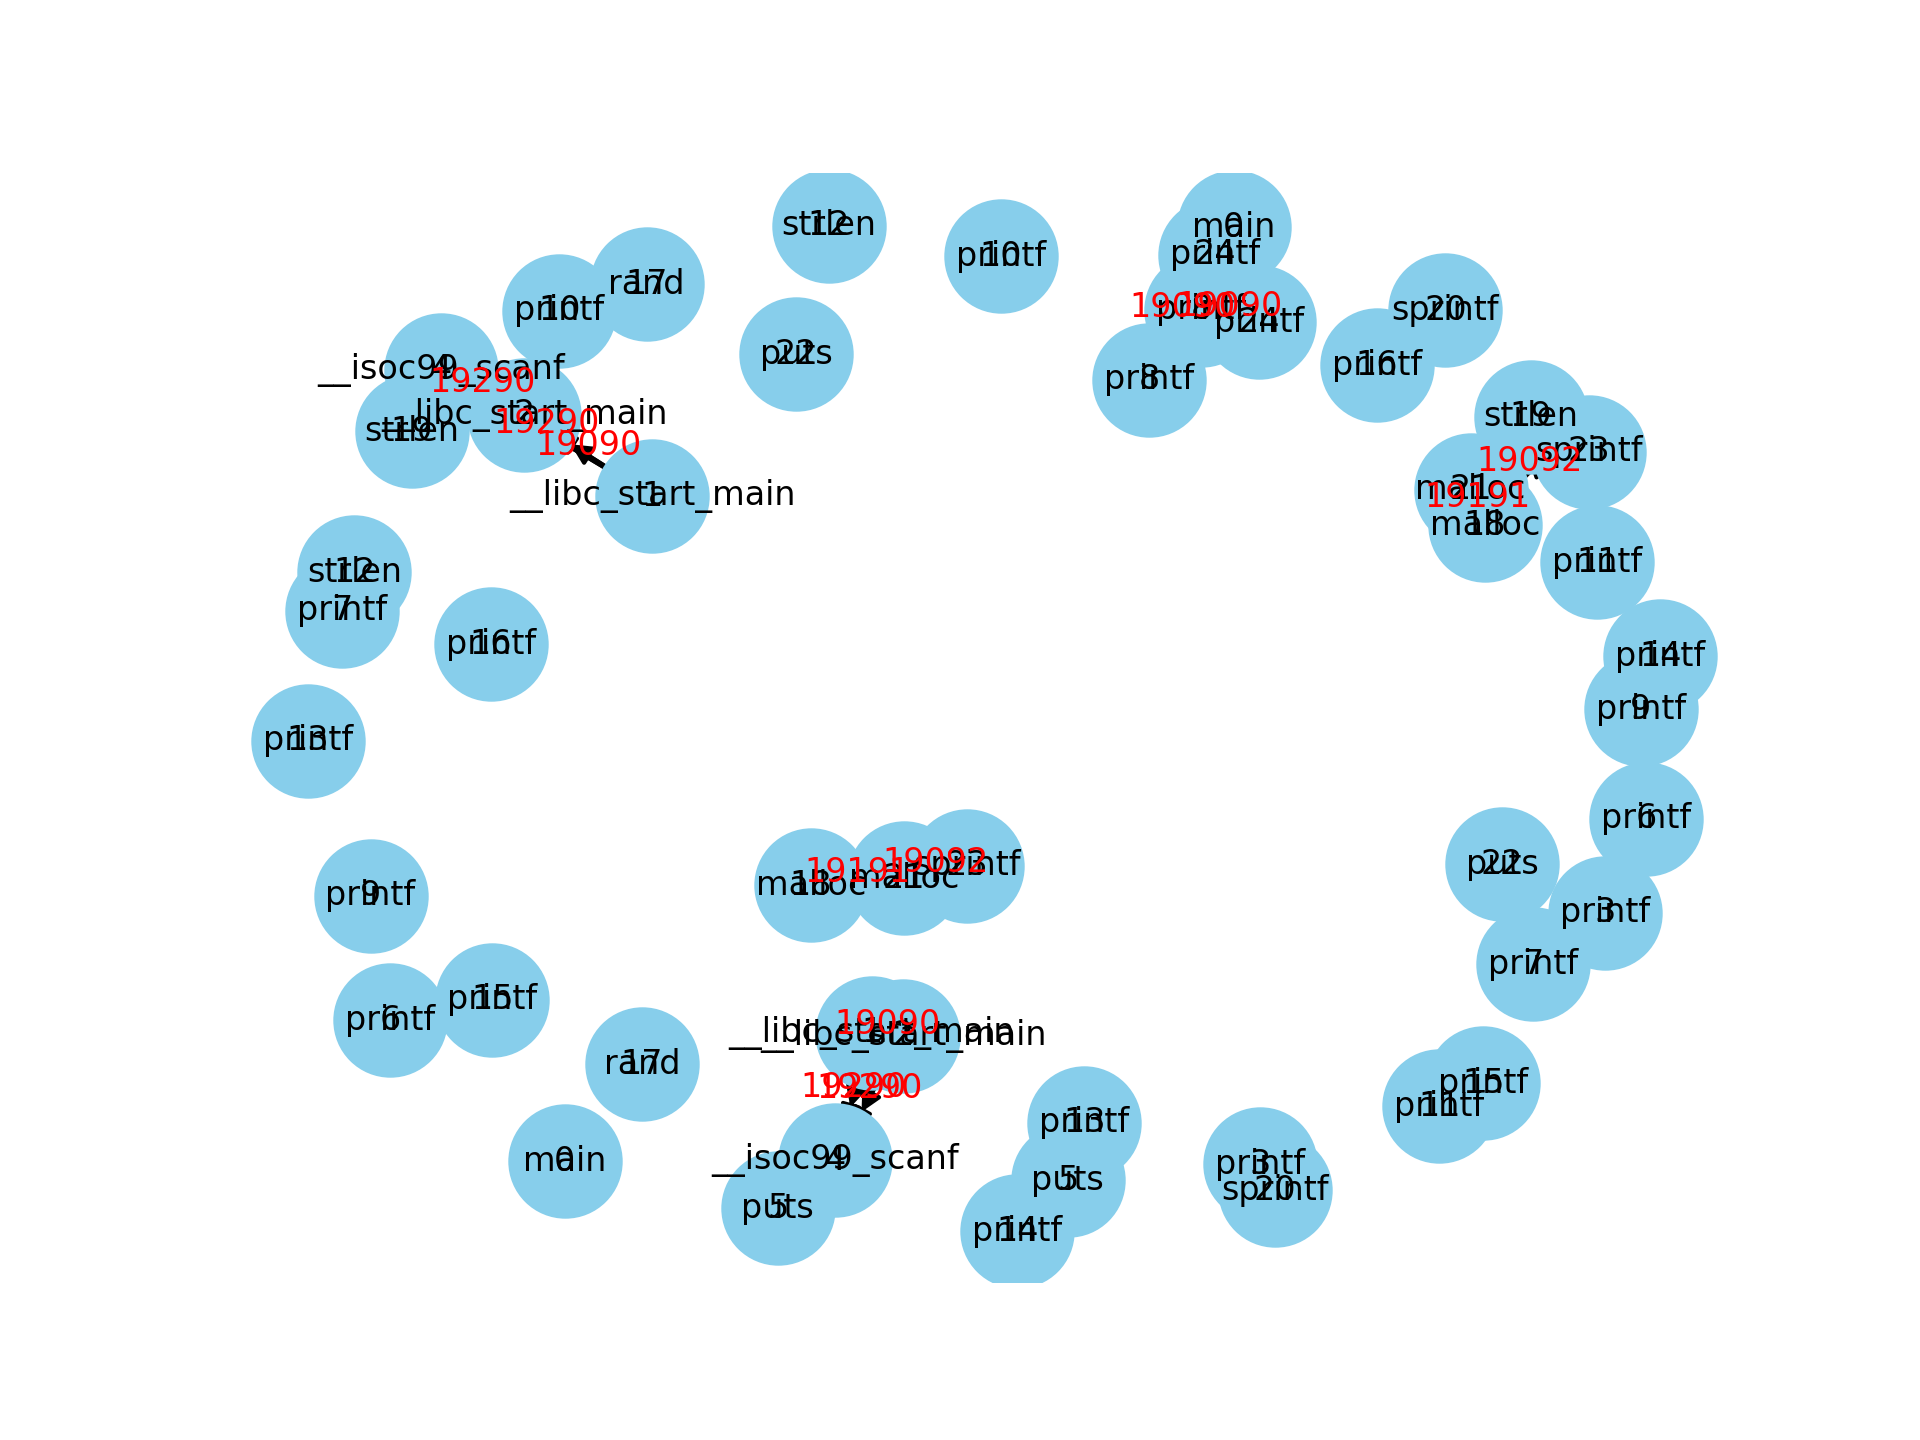 main
0
strlen
12
printf
24
printf
10
rand
17
printf
10
19090
19090
printf
8
printf
24
sprintf
20
puts
22
printf
16
__isoc99_scanf
4
19290
printf
8
__libc_start_main
2
19290
strlen
19
19090
strlen
19
sprintf
23
19092
__libc_start_main
1
malloc
21
19191
malloc
18
strlen
12
printf
11
printf
7
printf
16
printf
14
printf
9
printf
13
printf
6
malloc
18
19191
malloc
21
19092
sprintf
23
puts
22
printf
9
printf
3
printf
7
printf
15
printf
6
19090
__libc_start_main
1
__libc_start_main
2
rand
17
19290
19290
printf
15
printf
11
printf
13
main
0
__isoc99_scanf
4
printf
3
puts
5
sprintf
20
puts
5
printf
14